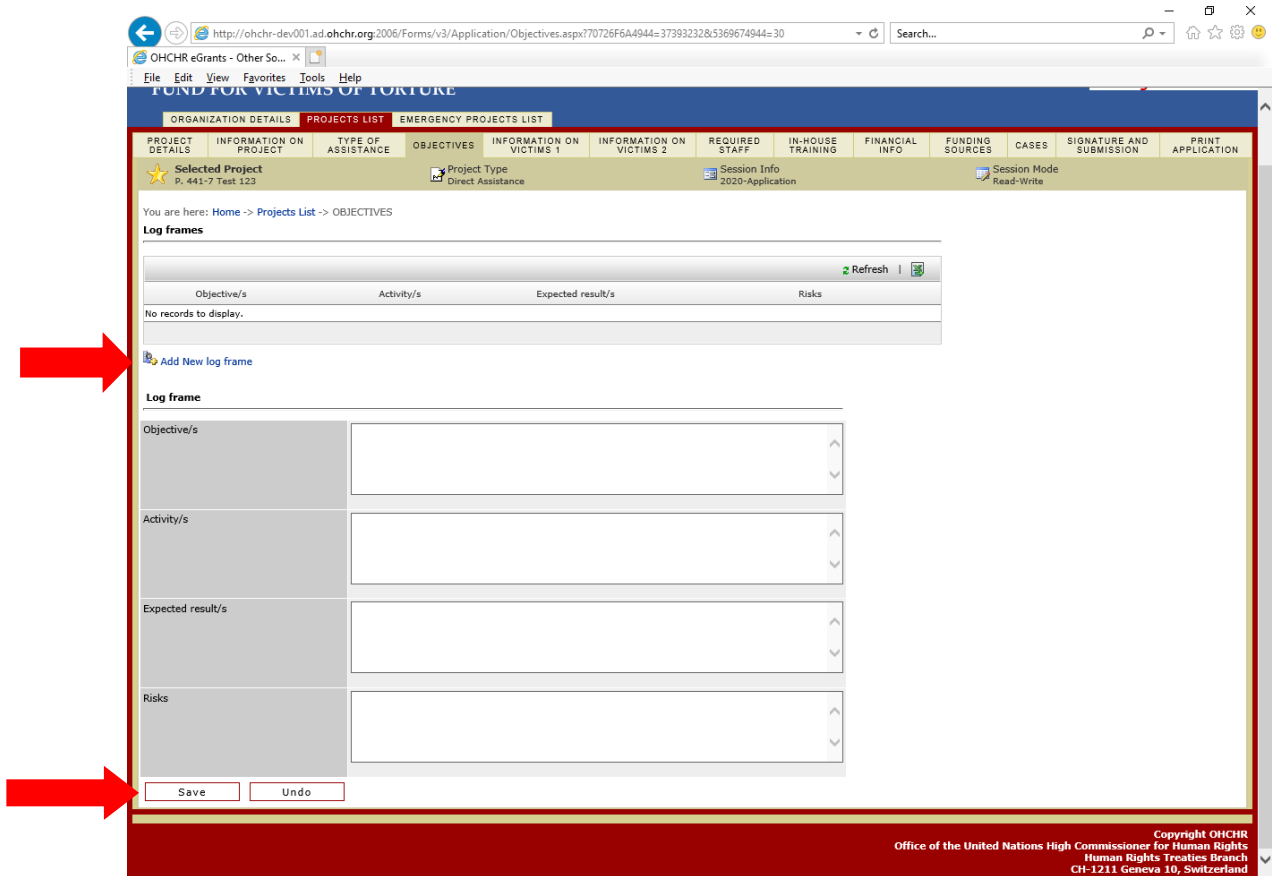 http://ohchr-dev001.ad.ohchr.org:2006/Forms/v3/Application/Objectives.aspx?70726F6A4944=37393232&5369674944=30
Search...
OHCHR eGrants - Other So...
File Edit View Favorites Tools Help
FUND FOR VICTIMS OF TORTURE
ORGANIZATION DETAILS PROJECTS LIST EMERGENCY PROJECTS LIST
PROJECT DETAILS INFORMATION ON PROJECT TYPE OF ASSISTANCE OBJECTIVES INFORMATION ON VICTIMS 1 INFORMATION ON VICTIMS 2 REQUIRED STAFF IN-HOUSE TRAINING FINANCIAL INFO FUNDING SOURCES CASES SIGNATURE AND SUBMISSION PRINT APPLICATION
Selected Project Project Type Session Info Session Mode
P. 441-7 Test 123 Direct Assistance 2020-Application Read-Write
You are here: Home -> Projects List -> OBJECTIVES
Log frames
Refresh |
Objective/s Activity/s Expected result/s Risks
No records to display.
Add New log frame
Log frame
Objective/s
Activity/s
Expected result/s
Risks
Save Undo
Copyright OHCHR
Office of the United Nations High Commissioner for Human Rights
Human Rights Treaties Branch
CH-1211 Geneva 10, Switzerland